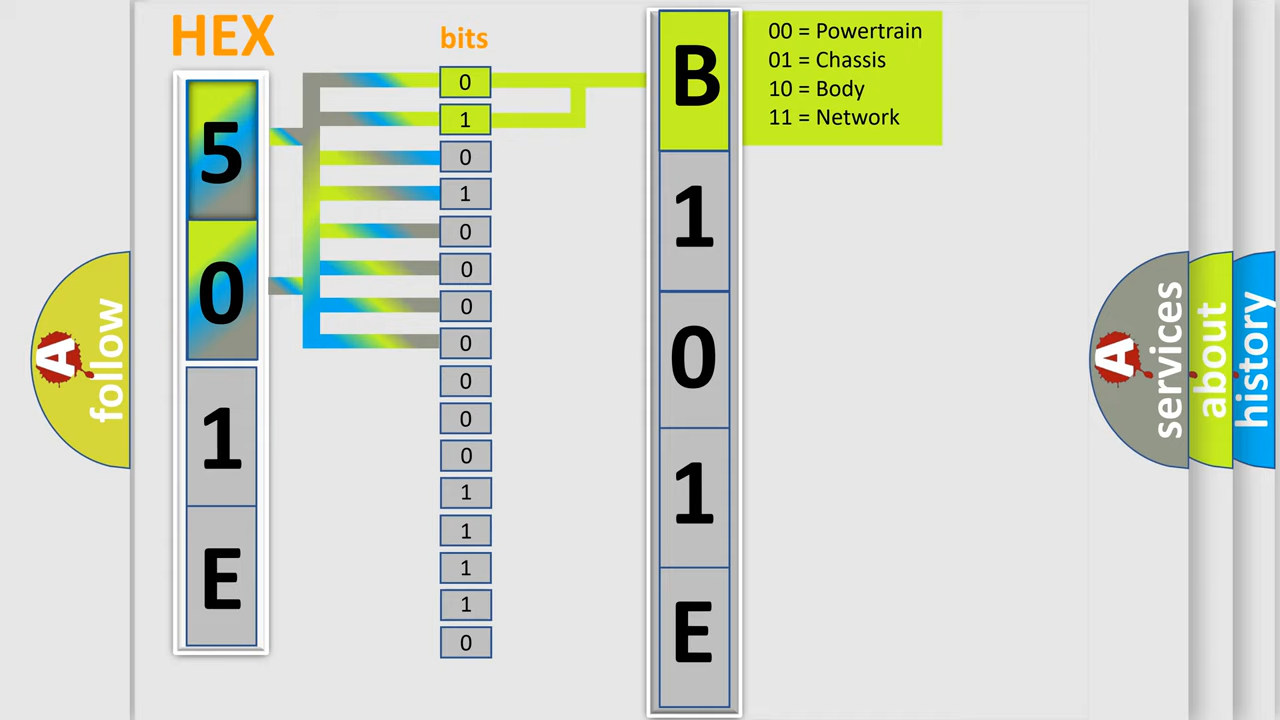 HEX
bits
5
0
1
E
0
1
0
1
0
0
0
0
0
0
0
1
1
1
1
0
B
1
0
1
E
00 = Powertrain
01 = Chassis
10 = Body
11 = Network
A
follow
A
services
about
history